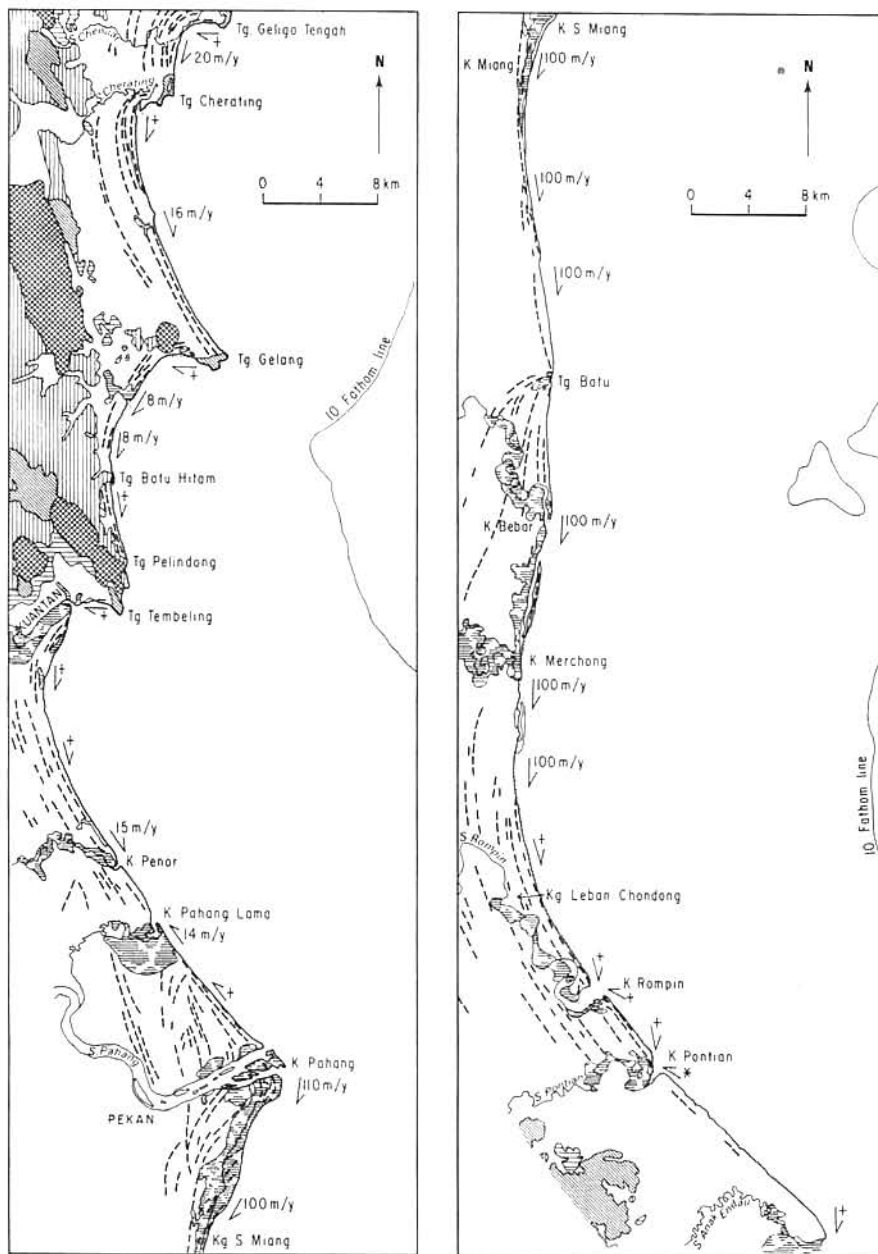 Tg. Geligo Tengah
20 m/y
S Cherating
Tg Cherating
N
0 4 8 km
16 m/y
Tg Gelang
10 Fathom line
8 m/y
8 m/y
Tg Batu Hitam
Tg Pelindong
Tg Tembeling
KUANTAN
15 m/y
K Penor
K Pahang Lama
14 m/y
S Pahang
K Pahang
110 m/y
PEKAN
100 m/y
Kg S Miang
K S Miang
K Miang
100 m/y
N
100 m/y
0 4 8 km
100 m/y
Tg Batu
K Bebar
100 m/y
K Merchong
100 m/y
100 m/y
10 Fathom line
S Rompin
Kg Leban Chondong
K Rompin
K Pontian
*
S Pontian
S Anak Endau